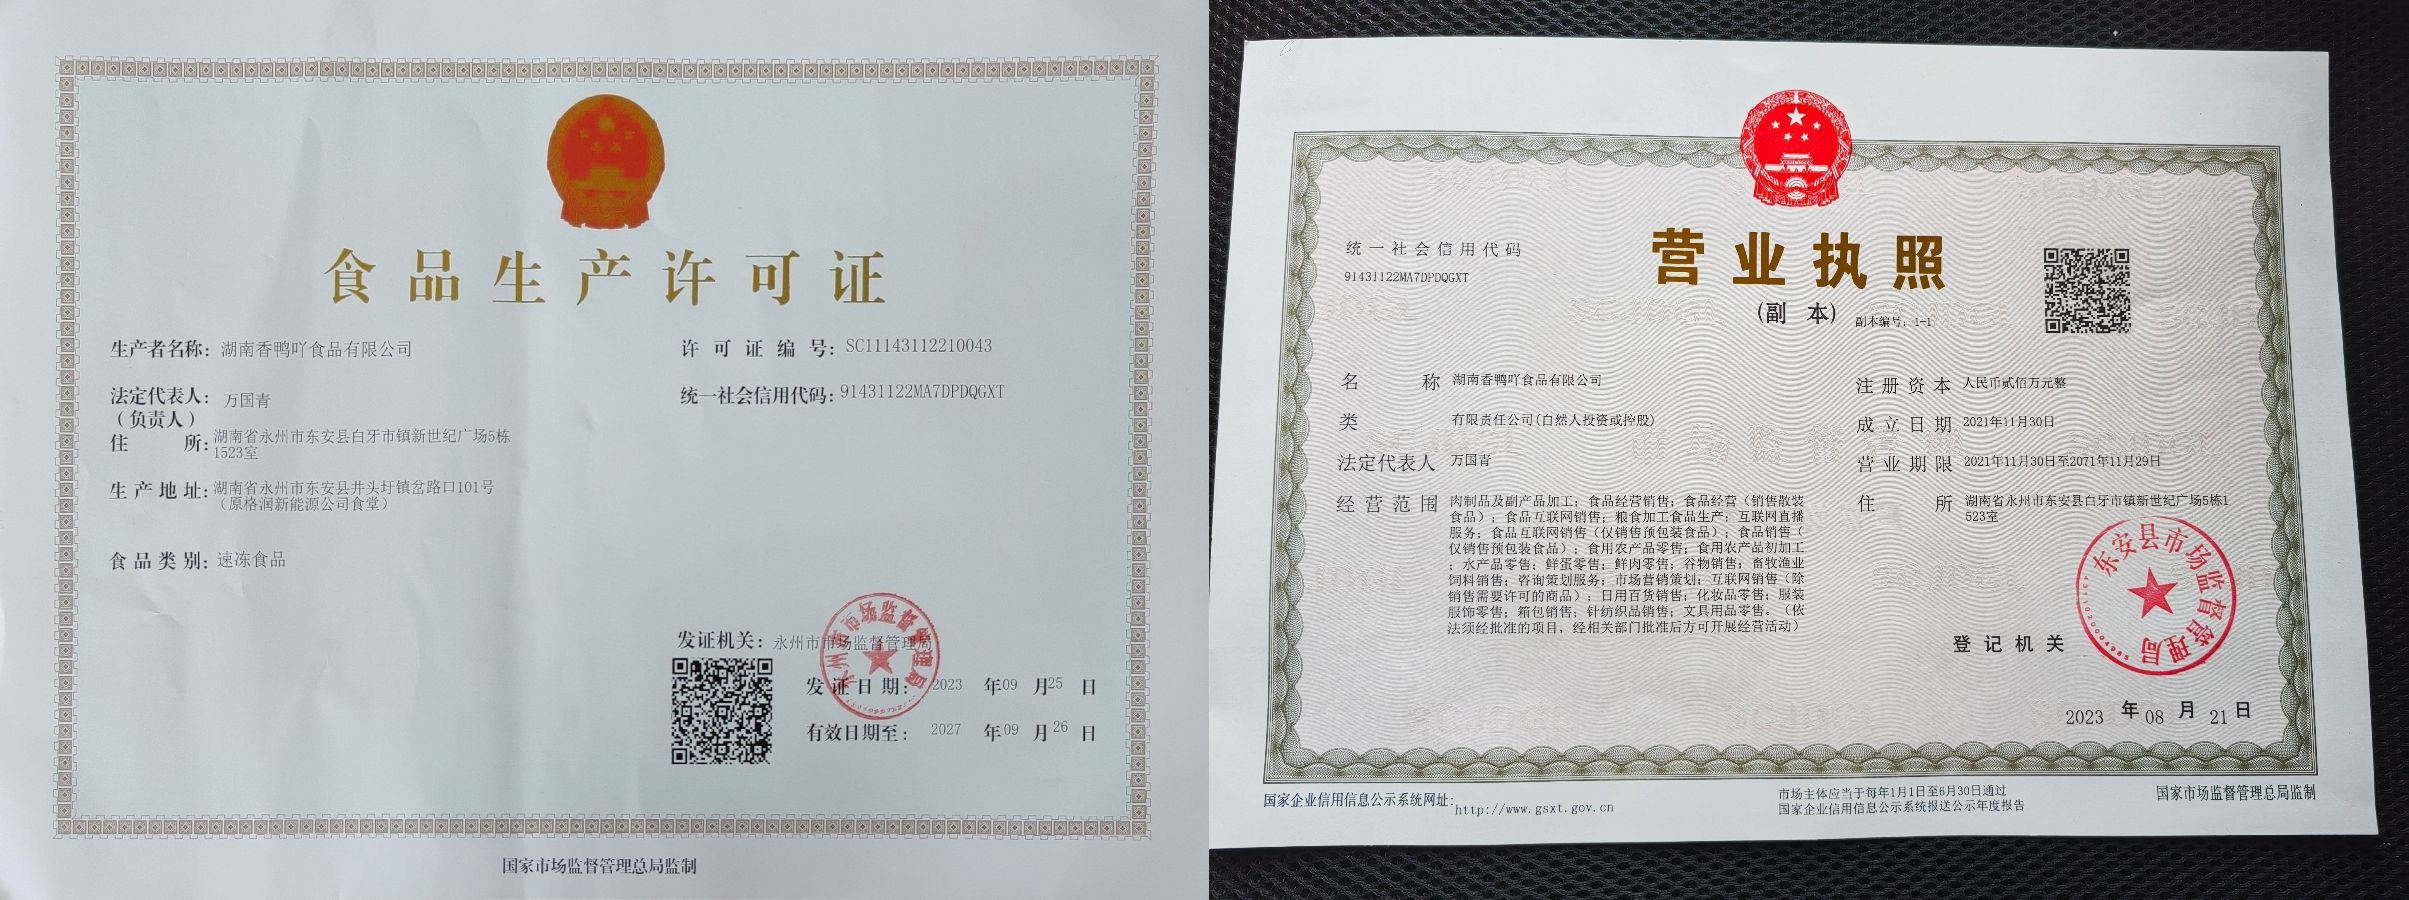 食品生产许可证
生产者名称：湖南香鸭吖食品有限公司
许可证编号：SC11143112210043
法定代表人：万国青
（负责人）
统一社会信用代码：91431122MA7DPDQGXT
住所：湖南省永州市东安县白牙市镇新世纪广场5栋
1523室
生产地址：湖南省永州市东安县井头圩镇岔路口101号
（原格润新能源公司食堂）
食品类别：速冻食品
发证机关：永州市市场监督管理局
永州市市场监督管理局
发证日期：2023年09月25日
有效日期至：2027年09月26日
国家市场监督管理总局监制
统一社会信用代码
91431122MA7DPDQGXT
营业执照
（副本）副本编号：1-1
名称 湖南香鸭吖食品有限公司
类 有限责任公司(自然人投资或控股)
法定代表人 万国青
经营范围 肉制品及副产品加工；食品经营销售；食品经营（销售散装
食品）；食品互联网销售；粮食加工食品生产；互联网直播
服务；食品互联网销售（仅销售预包装食品）；食品销售（
仅销售预包装食品）；食用农产品零售；食用农产品初加工
；水产品零售；鲜蛋零售；鲜肉零售；谷物销售；畜牧渔业
饲料销售；咨询策划服务；市场营销策划；互联网销售（除
销售需要许可的商品）；日用百货销售；化妆品零售；服装
服饰零售；箱包销售；针纺织品销售；文具用品零售。（依
法须经批准的项目，经相关部门批准后方可开展经营活动）
注册资本 人民币贰佰万元整
成立日期 2021年11月30日
营业期限 2021年11月30日至2071年11月29日
住所 湖南省永州市东安县白牙市镇新世纪广场5栋1
523室
登记机关
东安县市场监督管理局
2023年08月21日
国家企业信用信息公示系统网址：http://www.gsxt.gov.cn
市场主体应当于每年1月1日至6月30日通过
国家企业信用信息公示系统报送公示年度报告
国家市场监督管理总局监制